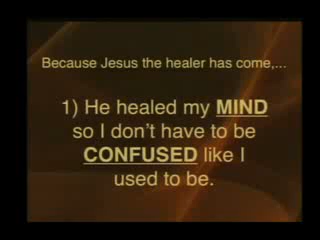 Because Jesus the healer has come,...
1) He healed my MIND
so I don't have to be
CONFUSED like I
used to be.